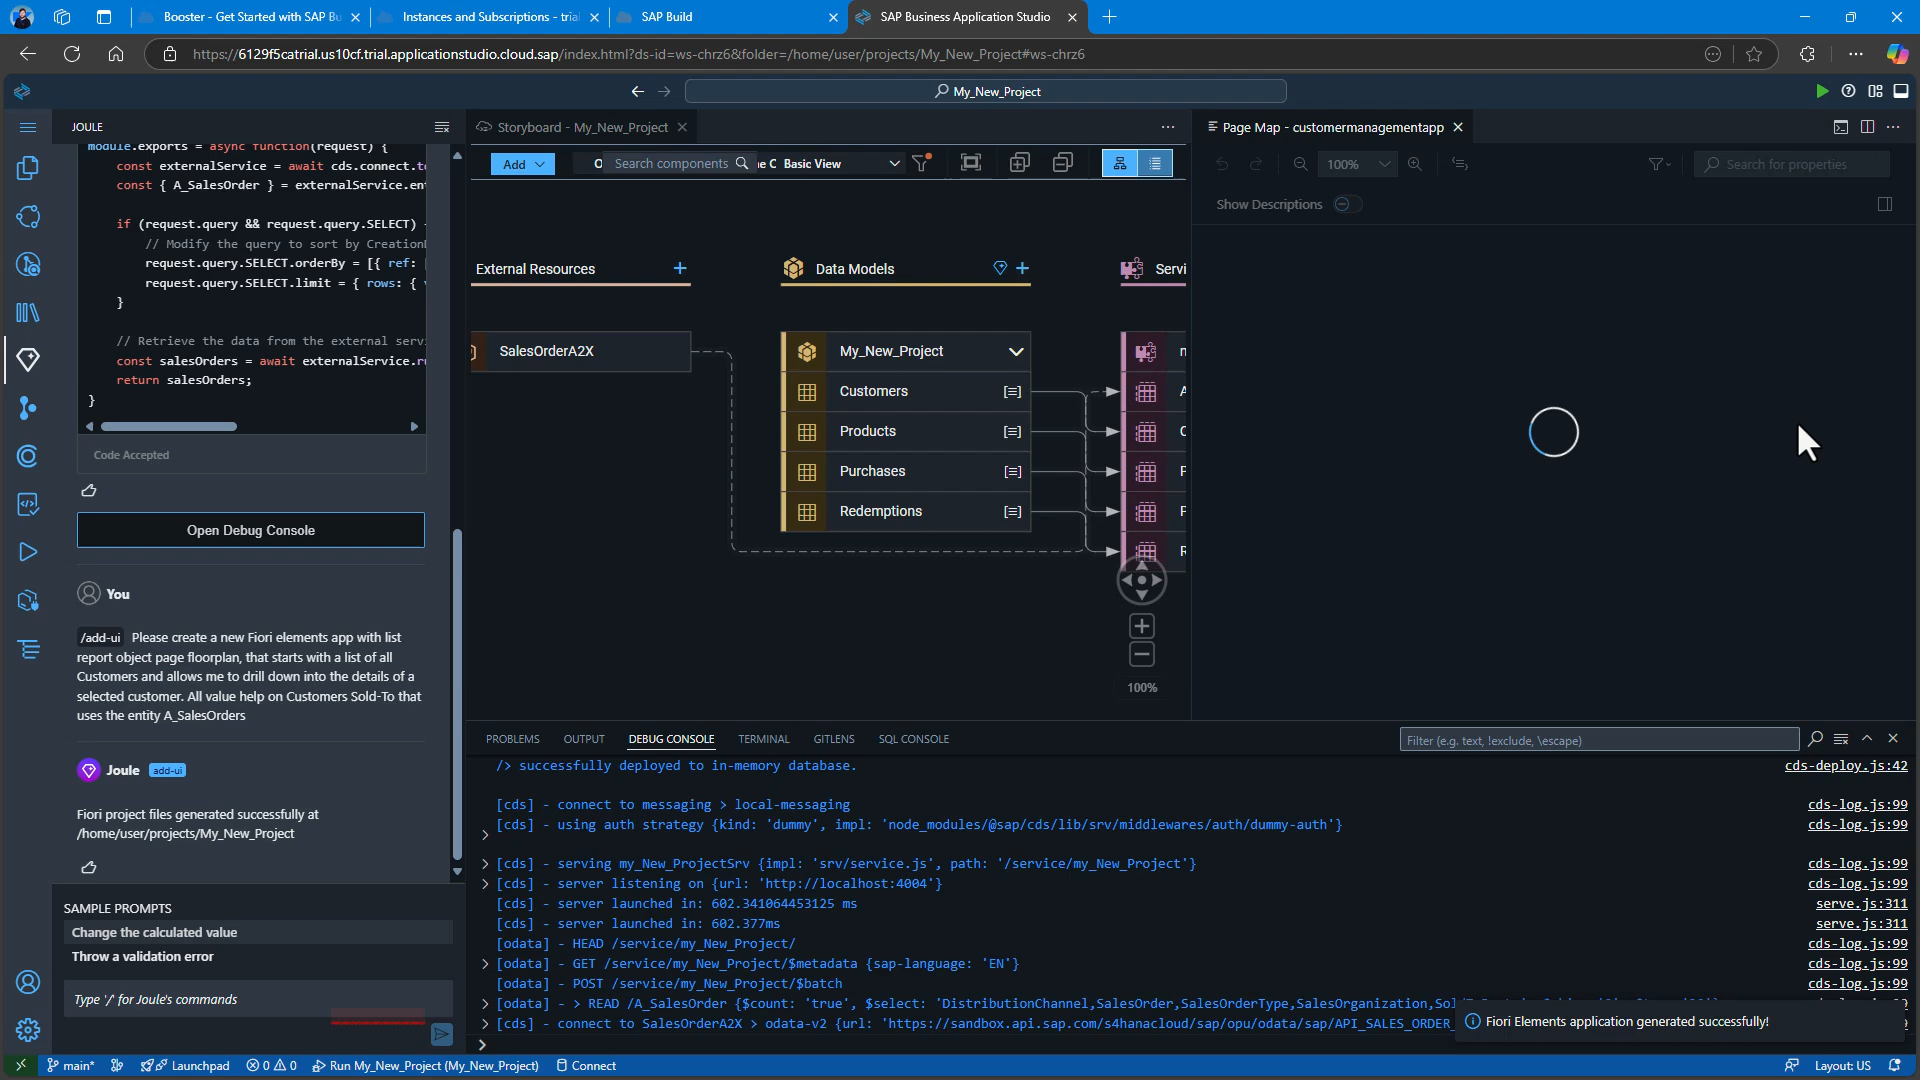 Booster - Get Started with SAP Bu
Instances and Subscriptions - trial
SAP Build
SAP Business Application Studio
https://6129f5catrial.us10cf.trial.applicationstudio.cloud.sap/index.html?ds-id=ws-chrz6&folder=/home/user/projects/My_New_Project#ws-chrz6
My_New_Project
JOULE
Storyboard - My_New_Project
Page Map - customermanagementapp
Add
Search components
Basic View
100%
Search for properties
Show Descriptions
module.exports = async function(request) {
const externalService = await cds.connect.t
const { A_SalesOrder } = externalService.en
if (request.query && request.query.SELECT)
// Modify the query to sort by Creation
request.query.SELECT.orderBy = [{ ref:
request.query.SELECT.limit = { rows: {
}
// Retrieve the data from the external serv
const salesOrders = await externalService.r
return salesOrders;
}
Code Accepted
Open Debug Console
You
/add-ui Please create a new Fiori elements app with list
report object page floorplan, that starts with a list of all
Customers and allows me to drill down into the details of a
selected customer. All value help on Customers Sold-To that
uses the entity A_SalesOrders
Joule add-ui
Fiori project files generated successfully at
/home/user/projects/My_New_Project
SAMPLE PROMPTS
Change the calculated value
Throw a validation error
Type '/' for Joule's commands
External Resources
Data Models
Servi
SalesOrderA2X
My_New_Project
Customers
Products
Purchases
Redemptions
100%
PROBLEMS
OUTPUT
DEBUG CONSOLE
TERMINAL
GITLENS
SQL CONSOLE
Filter (e.g. text, !exclude, \escape)
/> successfully deployed to in-memory database.
cds-deploy.js:42
[cds] - connect to messaging > local-messaging
cds-log.js:99
[cds] - using auth strategy {kind: 'dummy', impl: 'node_modules/@sap/cds/lib/srv/middlewares/auth/dummy-auth'}
cds-log.js:99
[cds] - serving my_New_ProjectSrv {impl: 'srv/service.js', path: '/service/my_New_Project'}
cds-log.js:99
[cds] - server listening on {url: 'http://localhost:4004'}
cds-log.js:99
[cds] - server launched in: 602.341064453125 ms
serve.js:311
[cds] - server launched in: 602.377ms
serve.js:311
[odata] - HEAD /service/my_New_Project/
cds-log.js:99
[odata] - GET /service/my_New_Project/$metadata {sap-language: 'EN'}
cds-log.js:99
[odata] - POST /service/my_New_Project/$batch
cds-log.js:99
[odata] - > READ /A_SalesOrder {$count: 'true', $select: 'DistributionChannel,SalesOrder,SalesOrderType,SalesOrganization,Sol
[cds] - connect to SalesOrderA2X > odata-v2 {url: 'https://sandbox.api.sap.com/s4hanacloud/sap/opu/odata/sap/API_SALES_ORDER_
Fiori Elements application generated successfully!
main*
Launchpad
0
0
Run My_New_Project (My_New_Project)
Connect
Layout: US